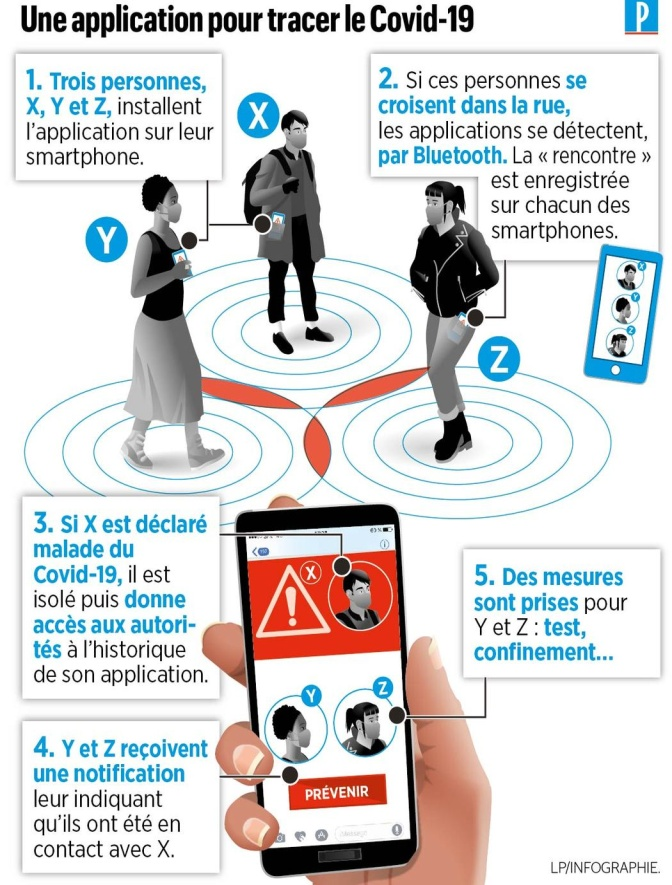 Une application pour tracer le Covid-19
P
1. Trois personnes,
X, Y et Z, installent
l'application sur leur
smartphone.
X
2. Si ces personnes se
croisent dans la rue,
les applications se détectent,
par Bluetooth. La « rencontre »
est enregistrée
sur chacun des
smartphones.
Y
Z
X
Y
Z
3. Si X est déclaré
malade du
Covid-19, il est
isolé puis donne
accès aux autori-
tés à l'historique
de son application.
X
Y
Z
PRÉVENIR
4. Y et Z reçoivent
une notification
leur indiquant
qu'ils ont été en
contact avec X.
5. Des mesures
sont prises pour
Y et Z : test,
confinement...
LP/INFOGRAPHIE.